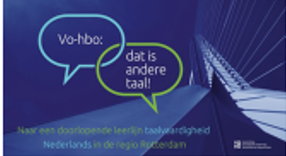 Vo-hbo:
dat is
andere
taal!
Naar een doorlopende leerlijn taalvaardigheid
Nederlands in de regio Rotterdam